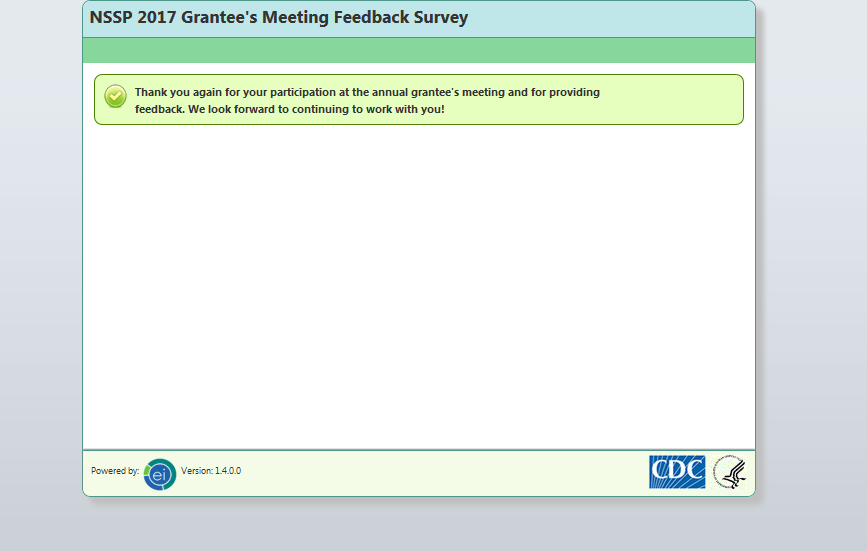 NSSP 2017 Grantee's Meeting Feedback Survey
Thank you again for your participation at the annual grantee's meeting and for providing
feedback. We look forward to continuing to work with you!
Powered by: ei Version: 1.4.0.0
CDC